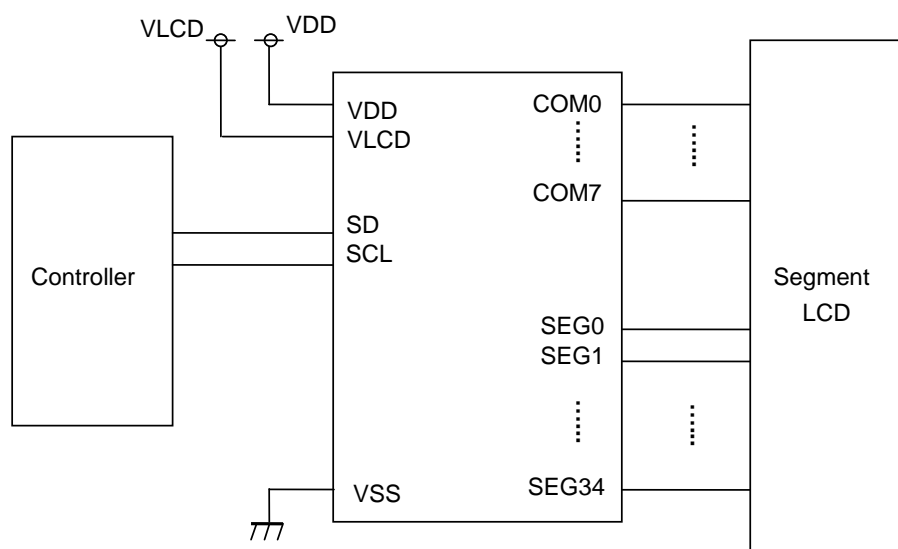 VLCD
VDD
VDD
VLCD
SD
SCL
VSS
COM0
COM7
SEG0
SEG1
SEG34
Controller
Segment
LCD